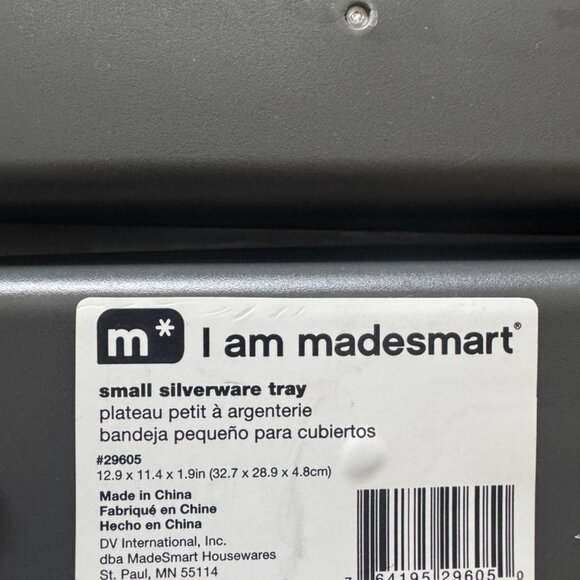 m* I am madesmart®
small silverware tray
plateau petit à argenterie
bandeja pequeño para cubiertos
#29605
12.9 x 11.4 x 1.9in (32.7 x 28.9 x 4.8cm)
Made in China
Fabriqué en Chine
Hecho en China
DV International, Inc.
dba MadeSmart Housewares
St. Paul, MN 55114
7 64195 29605 0